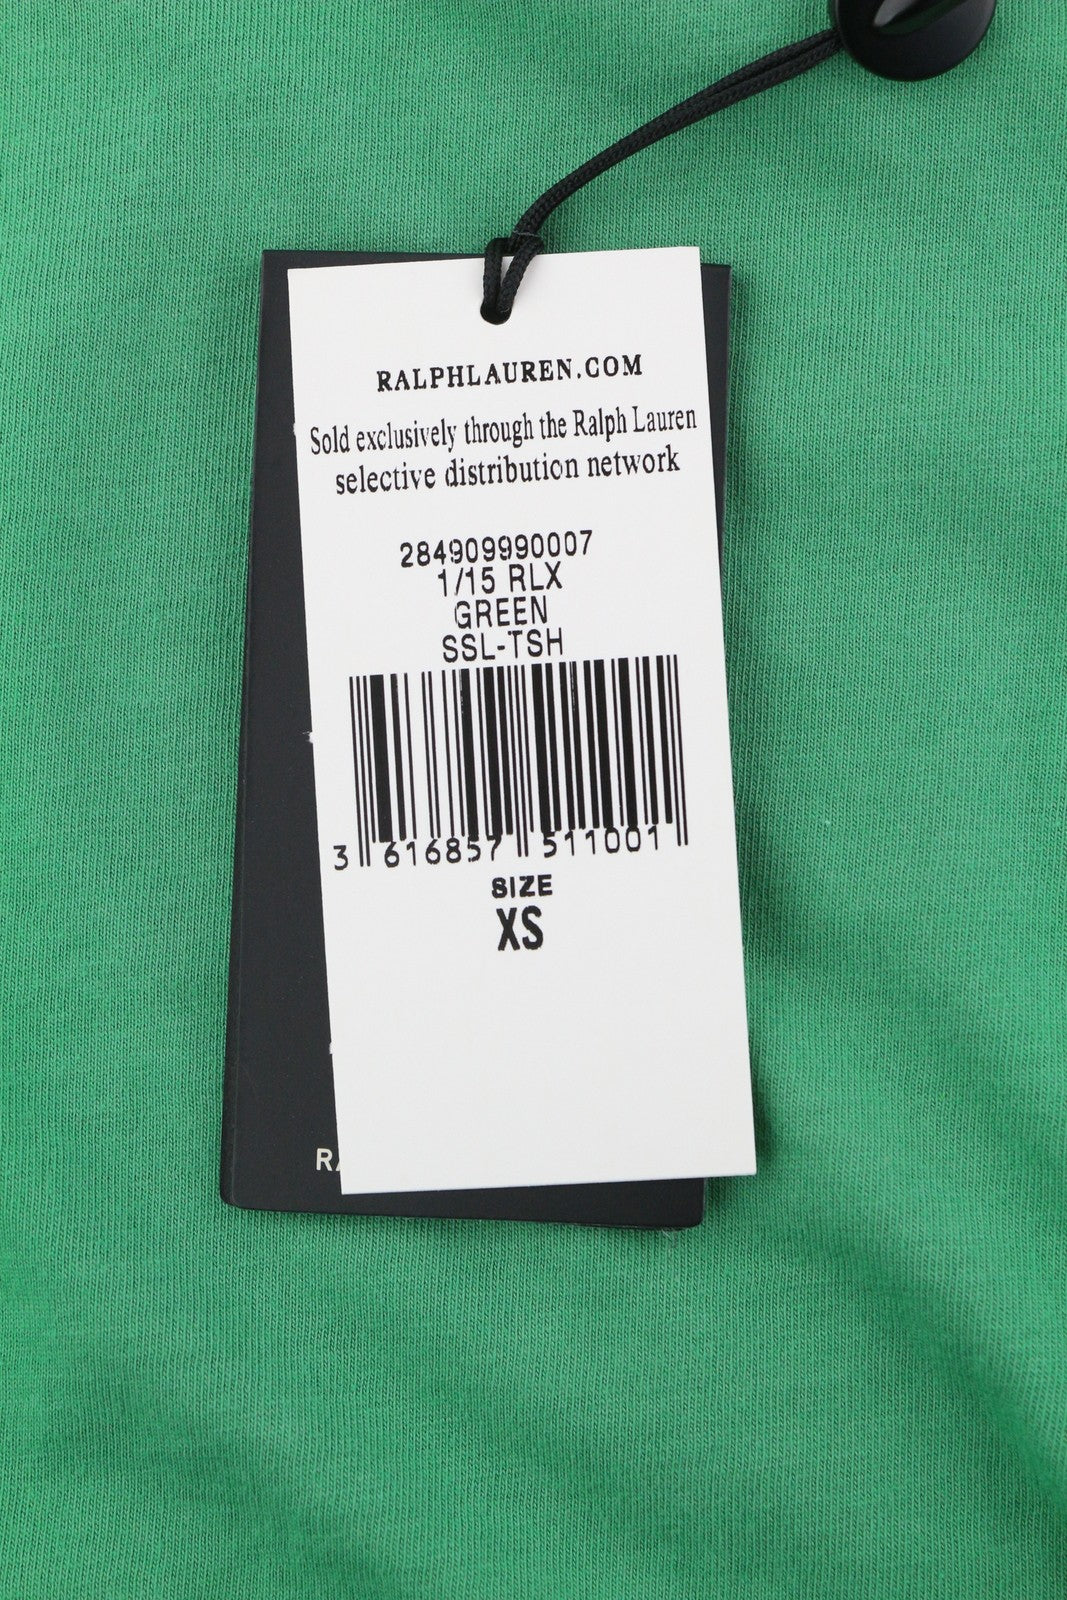 RALPHLAUREN.COM
Sold exclusively through the Ralph Lauren
selective distribution network
284909990007
1/15 RLX
GREEN
SSL-TSH
3 616857 511001
SIZE
XS